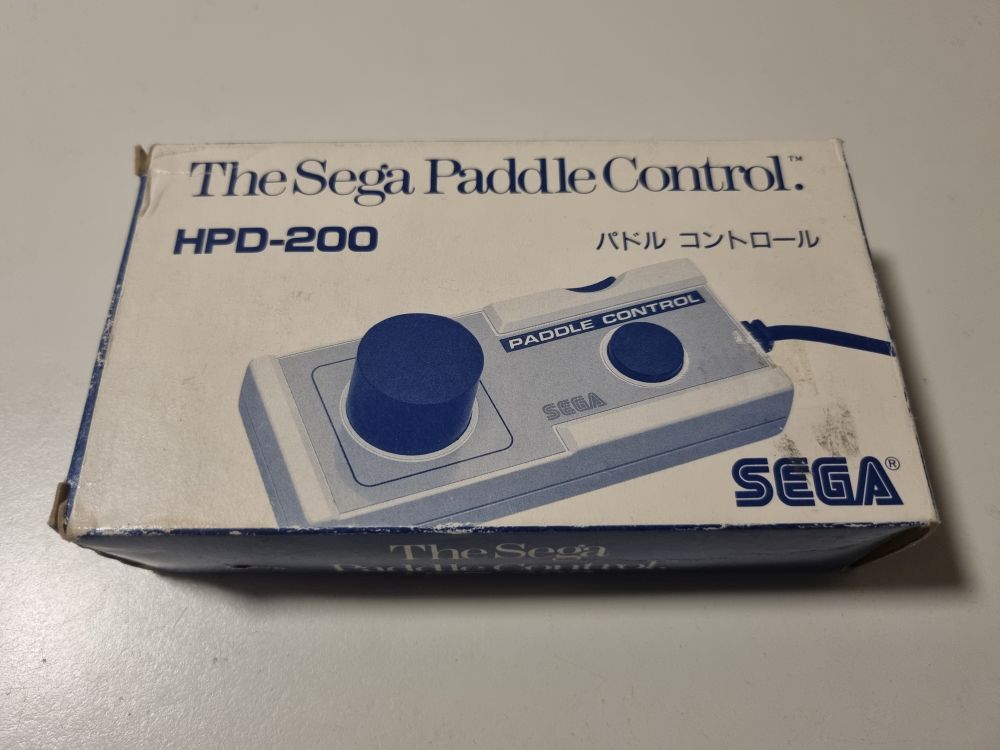 The Sega Paddle Control.™
HPD-200
パドル コントロール
PADDLE CONTROL
SEGA
SEGA®
The Sega
Paddle Control.